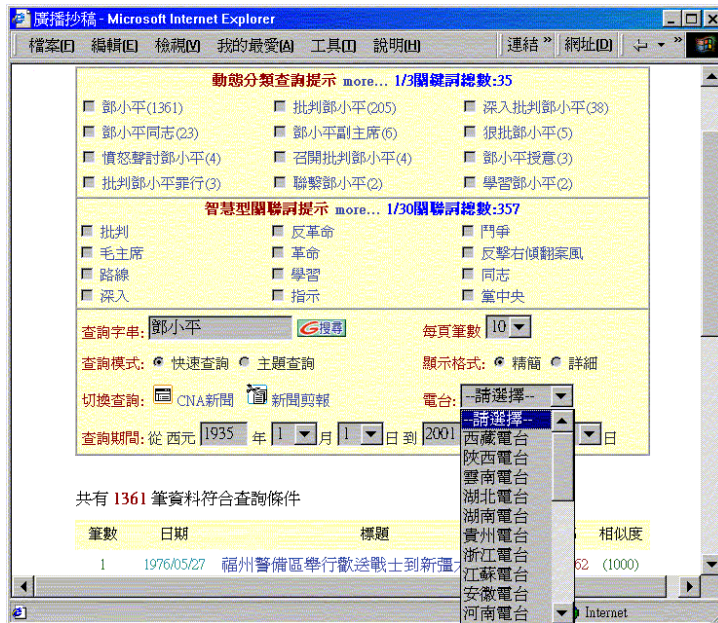 廣播抄稿 - Microsoft Internet Explorer
檔案(F) 編輯(E) 檢視(V) 我的最愛(A) 工具(T) 說明(H) 連結 » 網址(D) »
動態分類查詢提示 more... 1/3關鍵詞總數:35
鄧小平(1361) 批判鄧小平(205) 深入批判鄧小平(38)
鄧小平同志(23) 鄧小平副主席(6) 狠批鄧小平(5)
憤怒聲討鄧小平(4) 召開批判鄧小平(4) 鄧小平授意(3)
批判鄧小平罪行(3) 聯繫鄧小平(2) 學習鄧小平(2)
智慧型關聯詞提示 more... 1/30關聯詞總數:357
批判 反革命 鬥爭
毛主席 革命 反擊右傾翻案風
路線 學習 同志
深入 指示 黨中央
查詢字串: 鄧小平 G搜尋 每頁筆數 10
查詢模式: 快速查詢 主題查詢 顯示格式: 精簡 詳細
切換查詢: CNA新聞 新聞剪報 電台: --請選擇--
--請選擇--
西藏電台
陝西電台
雲南電台
湖北電台
湖南電台
貴州電台
浙江電台
江蘇電台
安徽電台
河南電台
查詢期間: 從 西元 1935 年 1 月 1 日 到 2001 日
共有 1361 筆資料符合查詢條件
筆數 日期 標題 相似度
1 1976/05/27 福州警備區舉行歡送戰士到新疆 62 (1000)
Internet